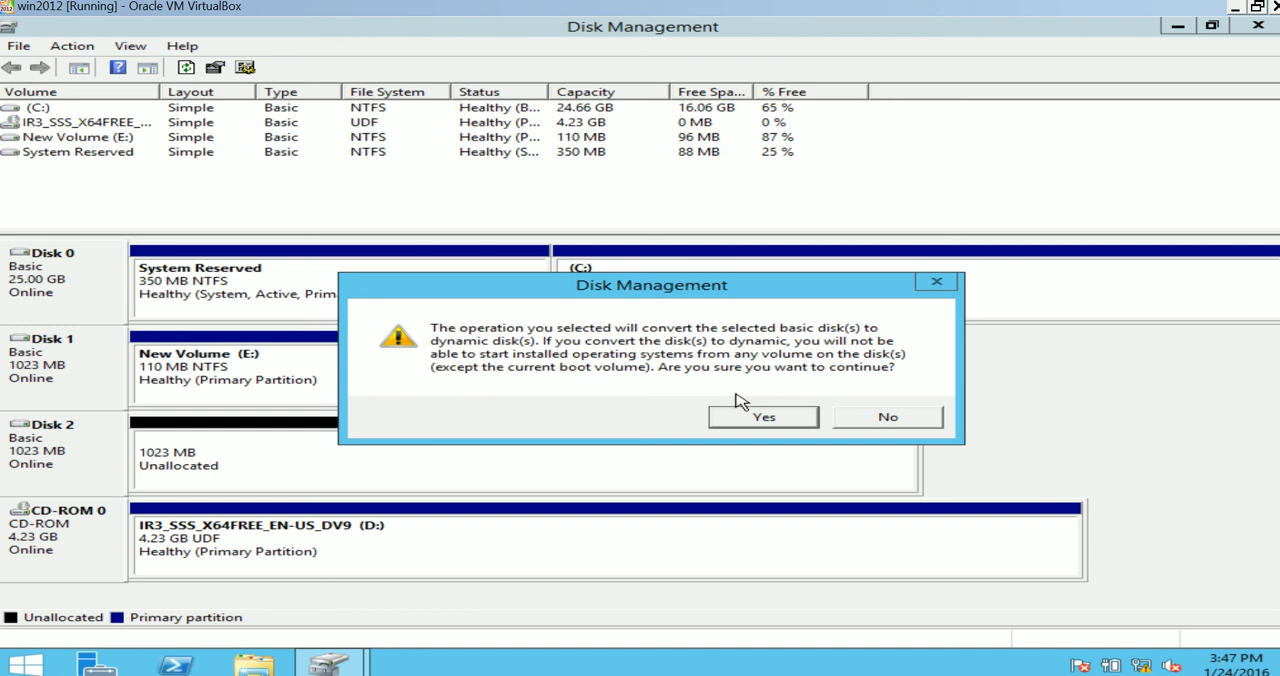 win2012 [Running] - Oracle VM VirtualBox
Disk Management
File Action View Help
Volume Layout Type File System Status Capacity Free Spa... % Free
(C:) Simple Basic NTFS Healthy (B... 24.66 GB 16.06 GB 65 %
IR3_SSS_X64FREE_... Simple Basic UDF Healthy (P... 4.23 GB 0 MB 0 %
New Volume (E:) Simple Basic NTFS Healthy (P... 110 MB 96 MB 87 %
System Reserved Simple Basic NTFS Healthy (S... 350 MB 88 MB 25 %
Disk 0
Basic
25.00 GB
Online
System Reserved
350 MB NTFS
Healthy (System, Active, Prim
(C:)
Disk Management
The operation you selected will convert the selected basic disk(s) to
dynamic disk(s). If you convert the disk(s) to dynamic, you will not be
able to start installed operating systems from any volume on the disk(s)
(except the current boot volume). Are you sure you want to continue?
Yes No
Disk 1
Basic
1023 MB
Online
New Volume (E:)
110 MB NTFS
Healthy (Primary Partition)
Disk 2
Basic
1023 MB
Online
1023 MB
Unallocated
CD-ROM 0
CD-ROM
4.23 GB
Online
IR3_SSS_X64FREE_EN-US_DV9 (D:)
4.23 GB UDF
Healthy (Primary Partition)
Unallocated Primary partition
3:47 PM
1/24/2016